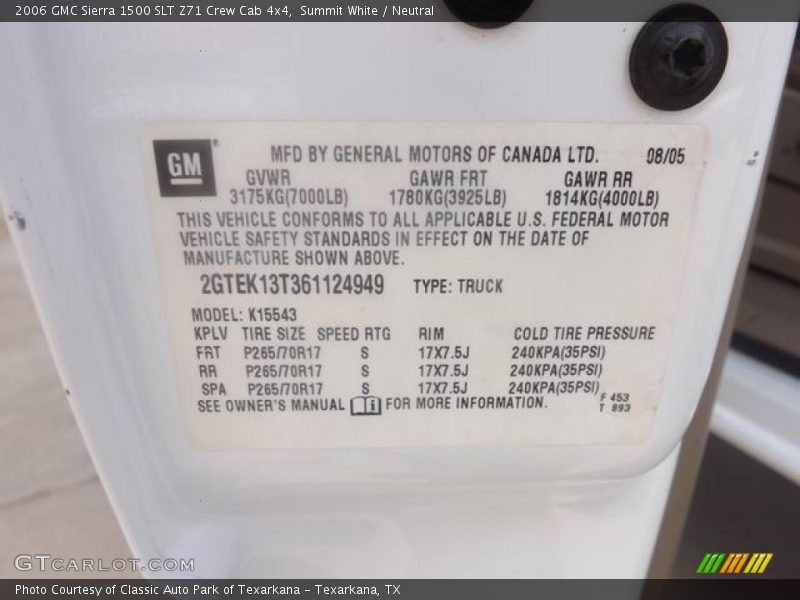 2006 GMC Sierra 1500 SLT Z71 Crew Cab 4x4, Summit White / Neutral
GM
MFD BY GENERAL MOTORS OF CANADA LTD. 08/05
GVWR GAWR FRT GAWR RR
3175KG(7000LB) 1780KG(3925LB) 1814KG(4000LB)
THIS VEHICLE CONFORMS TO ALL APPLICABLE U.S. FEDERAL MOTOR
VEHICLE SAFETY STANDARDS IN EFFECT ON THE DATE OF
MANUFACTURE SHOWN ABOVE.
2GTEK13T361124949 TYPE: TRUCK
MODEL: K15543
KPLV TIRE SIZE SPEED RTG RIM COLD TIRE PRESSURE
FRT P265/70R17 S 17X7.5J 240KPA(35PSI)
RR P265/70R17 S 17X7.5J 240KPA(35PSI)
SPA P265/70R17 S 17X7.5J 240KPA(35PSI)
SEE OWNER'S MANUAL i FOR MORE INFORMATION.
F 453
T 893
GTCARLOT.COM
Photo Courtesy of Classic Auto Park of Texarkana - Texarkana, TX